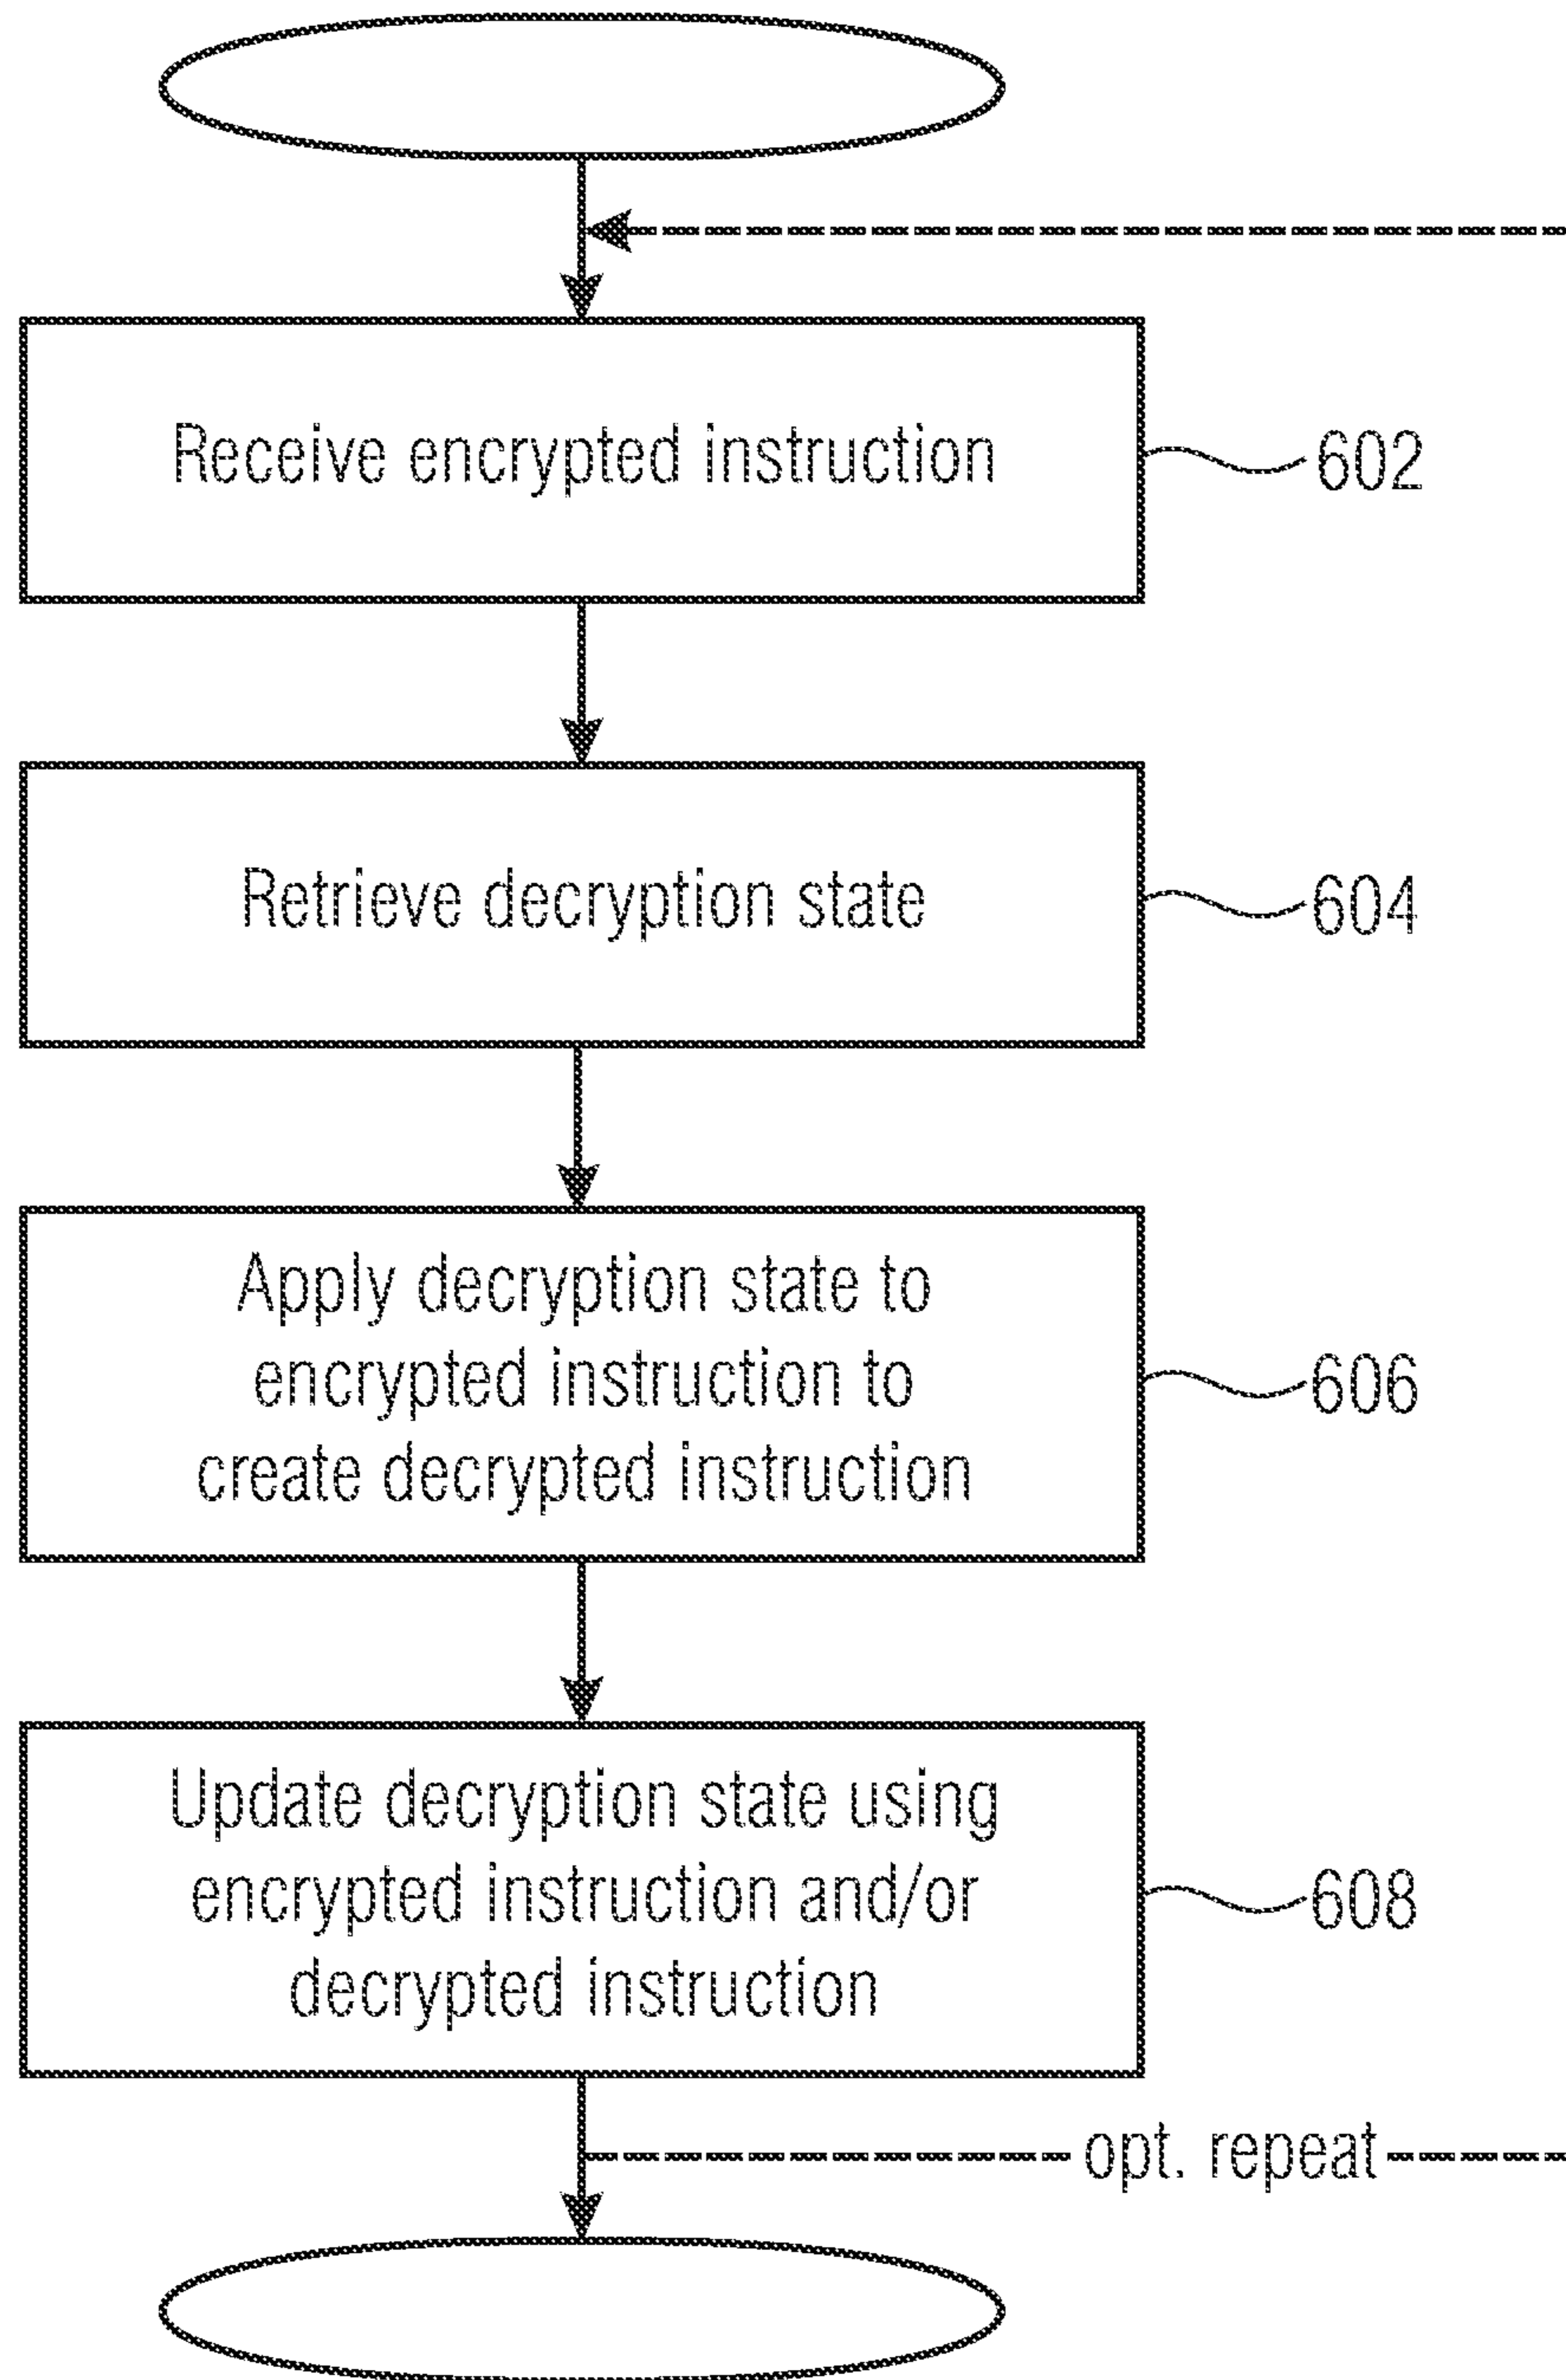 Receive encrypted instruction
602
Retrieve decryption state
604
Apply decryption state to
encrypted instruction to
create decrypted instruction
606
Update decryption state using
encrypted instruction and/or
decrypted instruction
608
opt. repeat